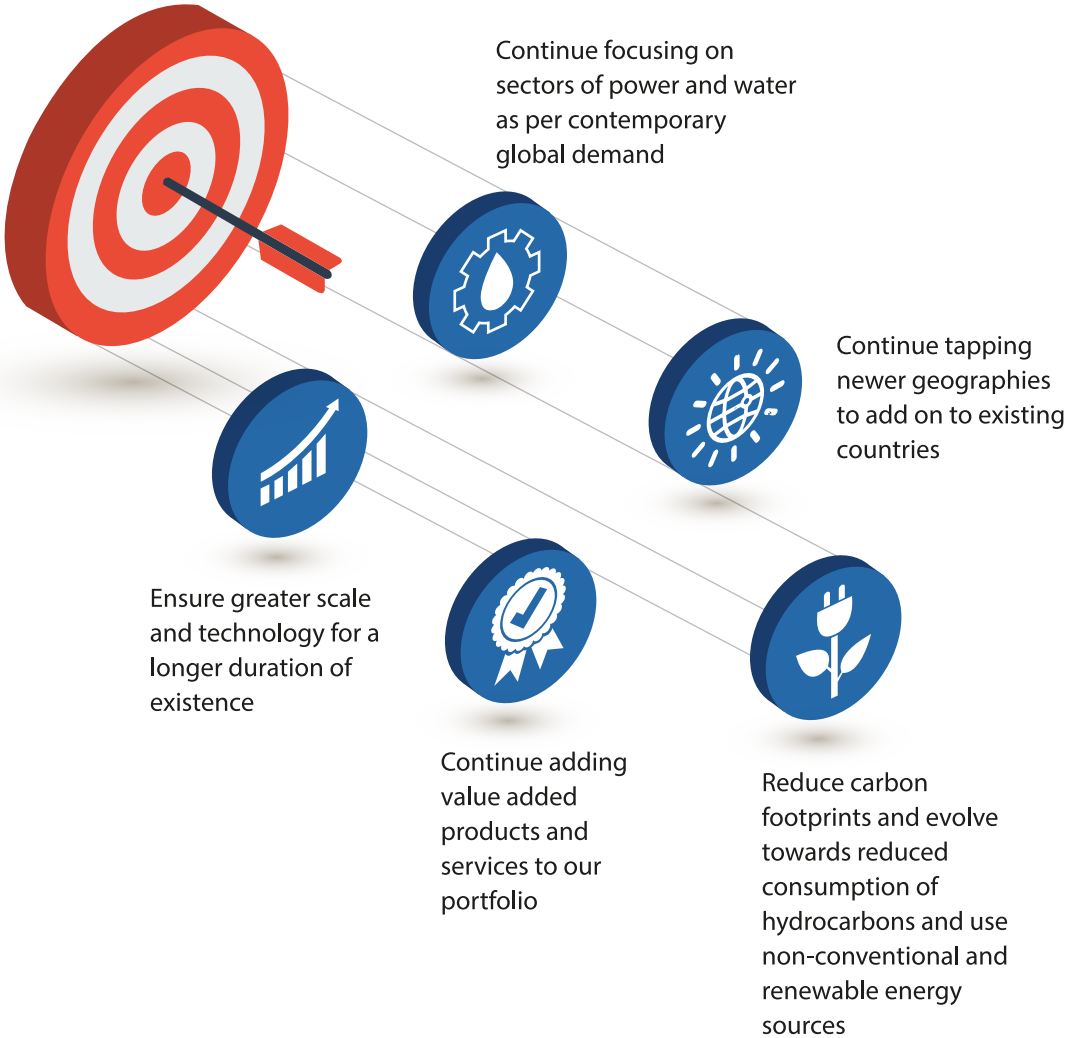 Continue focusing on
sectors of power and water
as per contemporary
global demand
Continue tapping
newer geographies
to add on to existing
countries
Ensure greater scale
and technology for a
longer duration of
existence
Continue adding
value added
products and
services to our
portfolio
Reduce carbon
footprints and evolve
towards reduced
consumption of
hydrocarbons and use
non-conventional and
renewable energy
sources